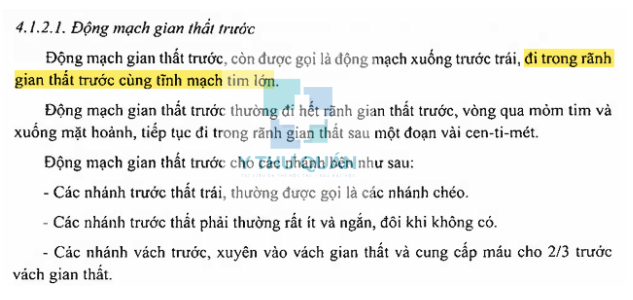 4.1.2.1. Động mạch gian thất trước
Động mạch gian thất trước, còn được gọi là động mạch xuống trước trái, đi trong rãnh
gian thất trước cùng tĩnh mạch tim lớn.
Động mạch gian thất trước thường đi hết rãnh gian thất trước, vòng qua mỏm tim và
xuống mặt hoành, tiếp tục đi trong rãnh gian thất sau một đoạn vài cen-ti-mét.
Động mạch gian thất trước cho các nhánh bên như sau:
Y THƯ QUÁN
- Các nhánh trước thất trái, thường được gọi là các nhánh chéo.
- Các nhánh trước thất phải thường rất ít và ngắn, đôi khi không có.
- Các nhánh vách trước, xuyên vào vách gian thất và cung cấp máu cho 2/3 trước
vách gian thất.